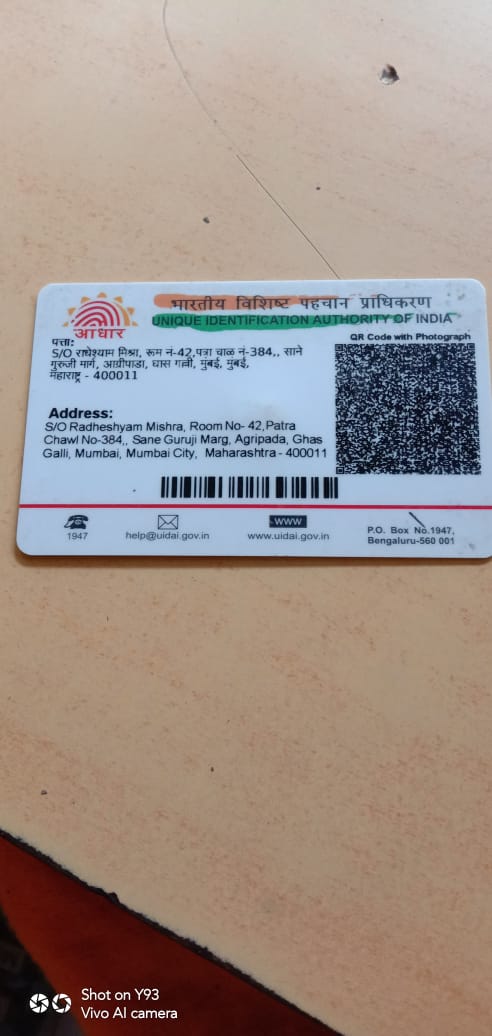 भारतीय विशिष्ट पहचान प्राधिकरण
UNIQUE IDENTIFICATION AUTHORITY OF INDIA
आधार
QR Code with Photograph
पत्ता:
S/O राधेश्याम मिश्रा, रूम नं-42,पत्रा चाळ नं-384,, साने
गुरुजी मार्ग, आग्रीपाडा, घास गल्ली, मुंबई, मुंबई,
महाराष्ट्र - 400011
Address:
S/O Radheshyam Mishra, Room No- 42,Patra
Chawl No-384,, Sane Guruji Marg, Agripada, Ghas
Galli, Mumbai, Mumbai City, Maharashtra - 400011
1947
help@uidai.gov.in
WWW
www.uidai.gov.in
P.O. Box No.1947,
Bengaluru-560 001
Shot on Y93
Vivo AI camera